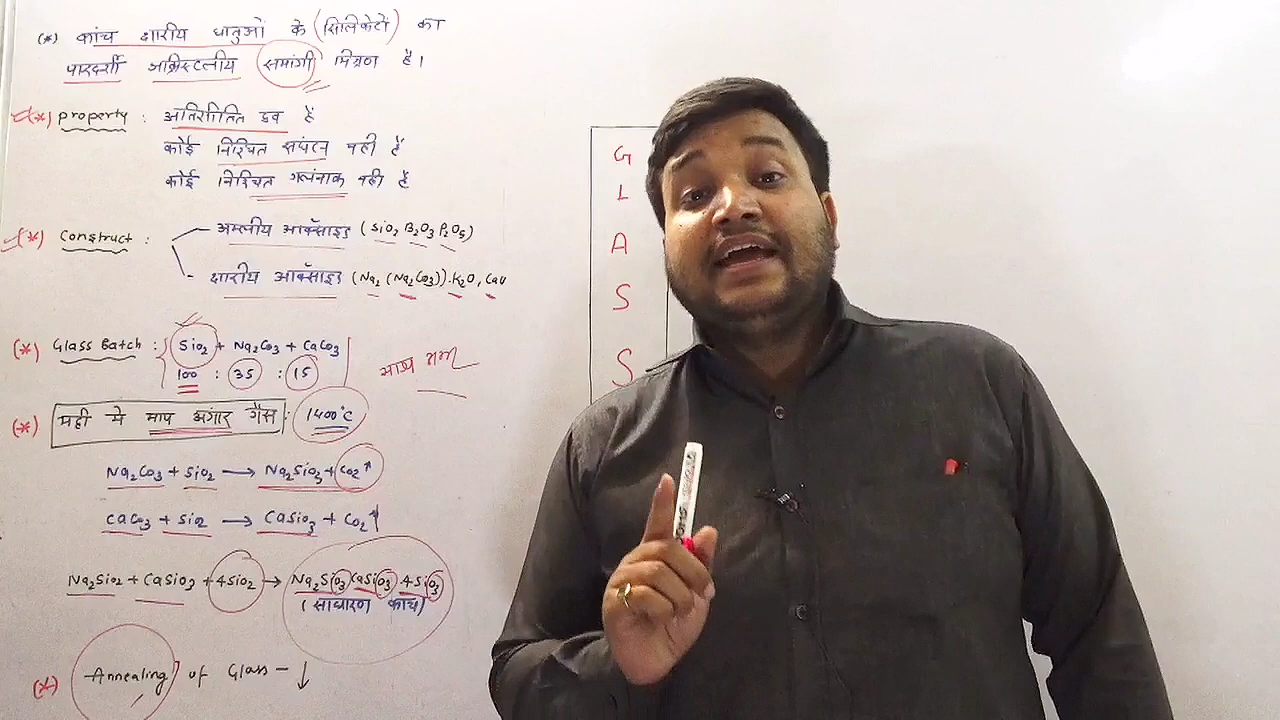 (*) कांच क्षारीय धातुओं के (सिलिकेटों) का
पारदर्शी अक्रिस्टलीय समांगी मिश्रण है।
(*) Property : अतिशीतित द्रव है
कोई निश्चित संघटन नही है
कोई निश्चित गलनांक नही है
(*) Construct :
अम्लीय ऑक्साइड (SiO2 B2O3 P2O5)
क्षारीय ऑक्साइड (Na2 (Na2CO3)) K2O, CaO
(*) Glass Batch : SiO2 + Na2CO3 + CaCO3
100 : 35 : 15
(*) भट्टी मे भाप अंगार गैस : 1400°C
Na2CO3 + SiO2 → Na2SiO3 + CO2↑
CaCO3 + SiO2 → CaSiO3 + CO2↑
Na2SiO2 + CaSiO3 + 4SiO2 → Na2SiO3 CaSiO3 4SiO3
(साधारण कांच)
(*) Annealing of Glass - ↓
G
L
A
S
S